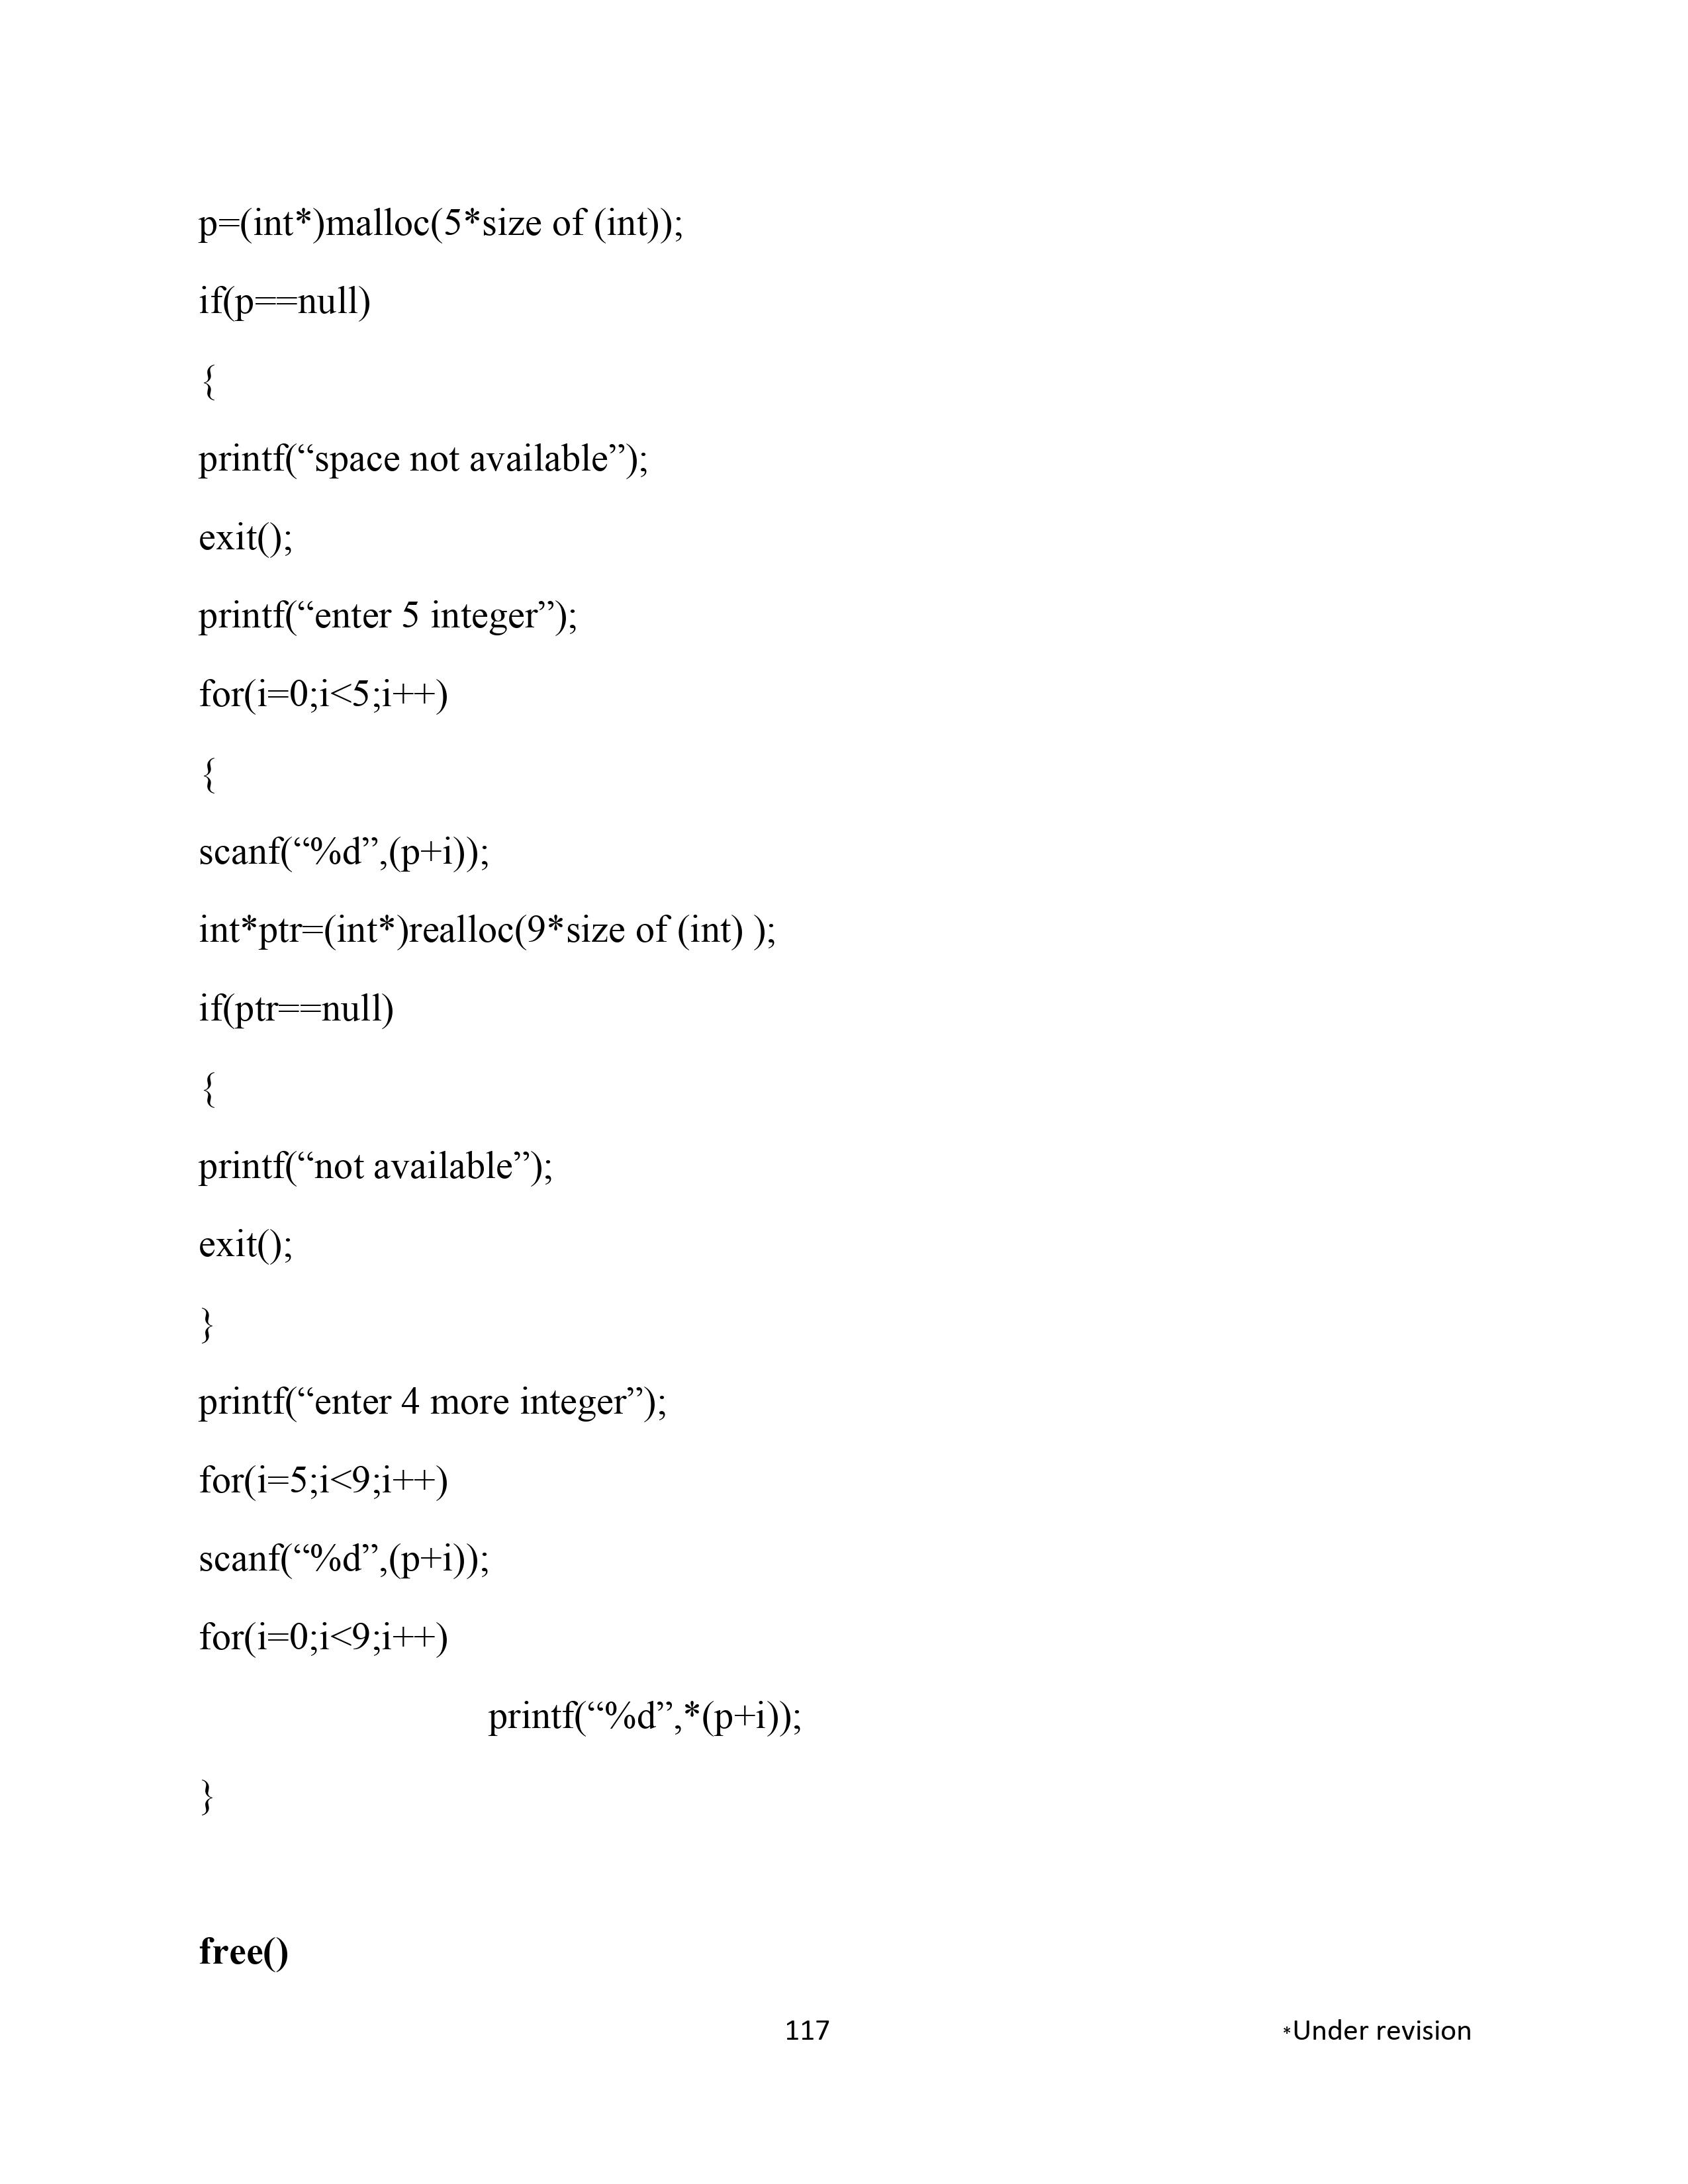 p=(int*)malloc(5*size of (int));
if(p==null)
{
printf(“space not available”);
exit();
printf(“enter 5 integer”);
for(i=0;i<5;i++)
{
scanf(“%d”,(p+i));
int*ptr=(int*)realloc(9*size of (int) );
if(ptr==null)
{
printf(“not available”);
exit();
}
printf(“enter 4 more integer”);
for(i=5;i<9;i++)
scanf(“%d”,(p+i));
for(i=0;i<9;i++)
printf(“%d”,*(p+i));
}
free()
117 *Under revision